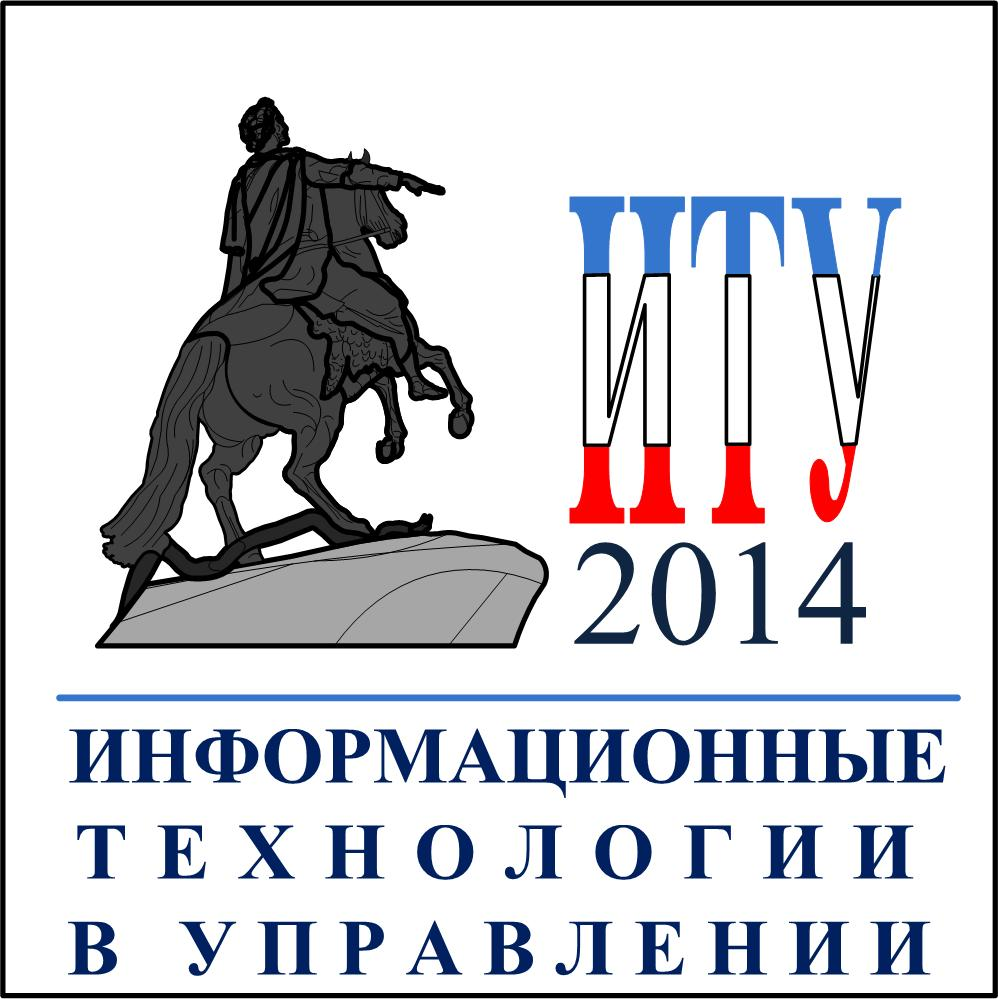 ИТУ
2014
ИНФОРМАЦИОННЫЕ
ТЕХНОЛОГИИ
В УПРАВЛЕНИИ